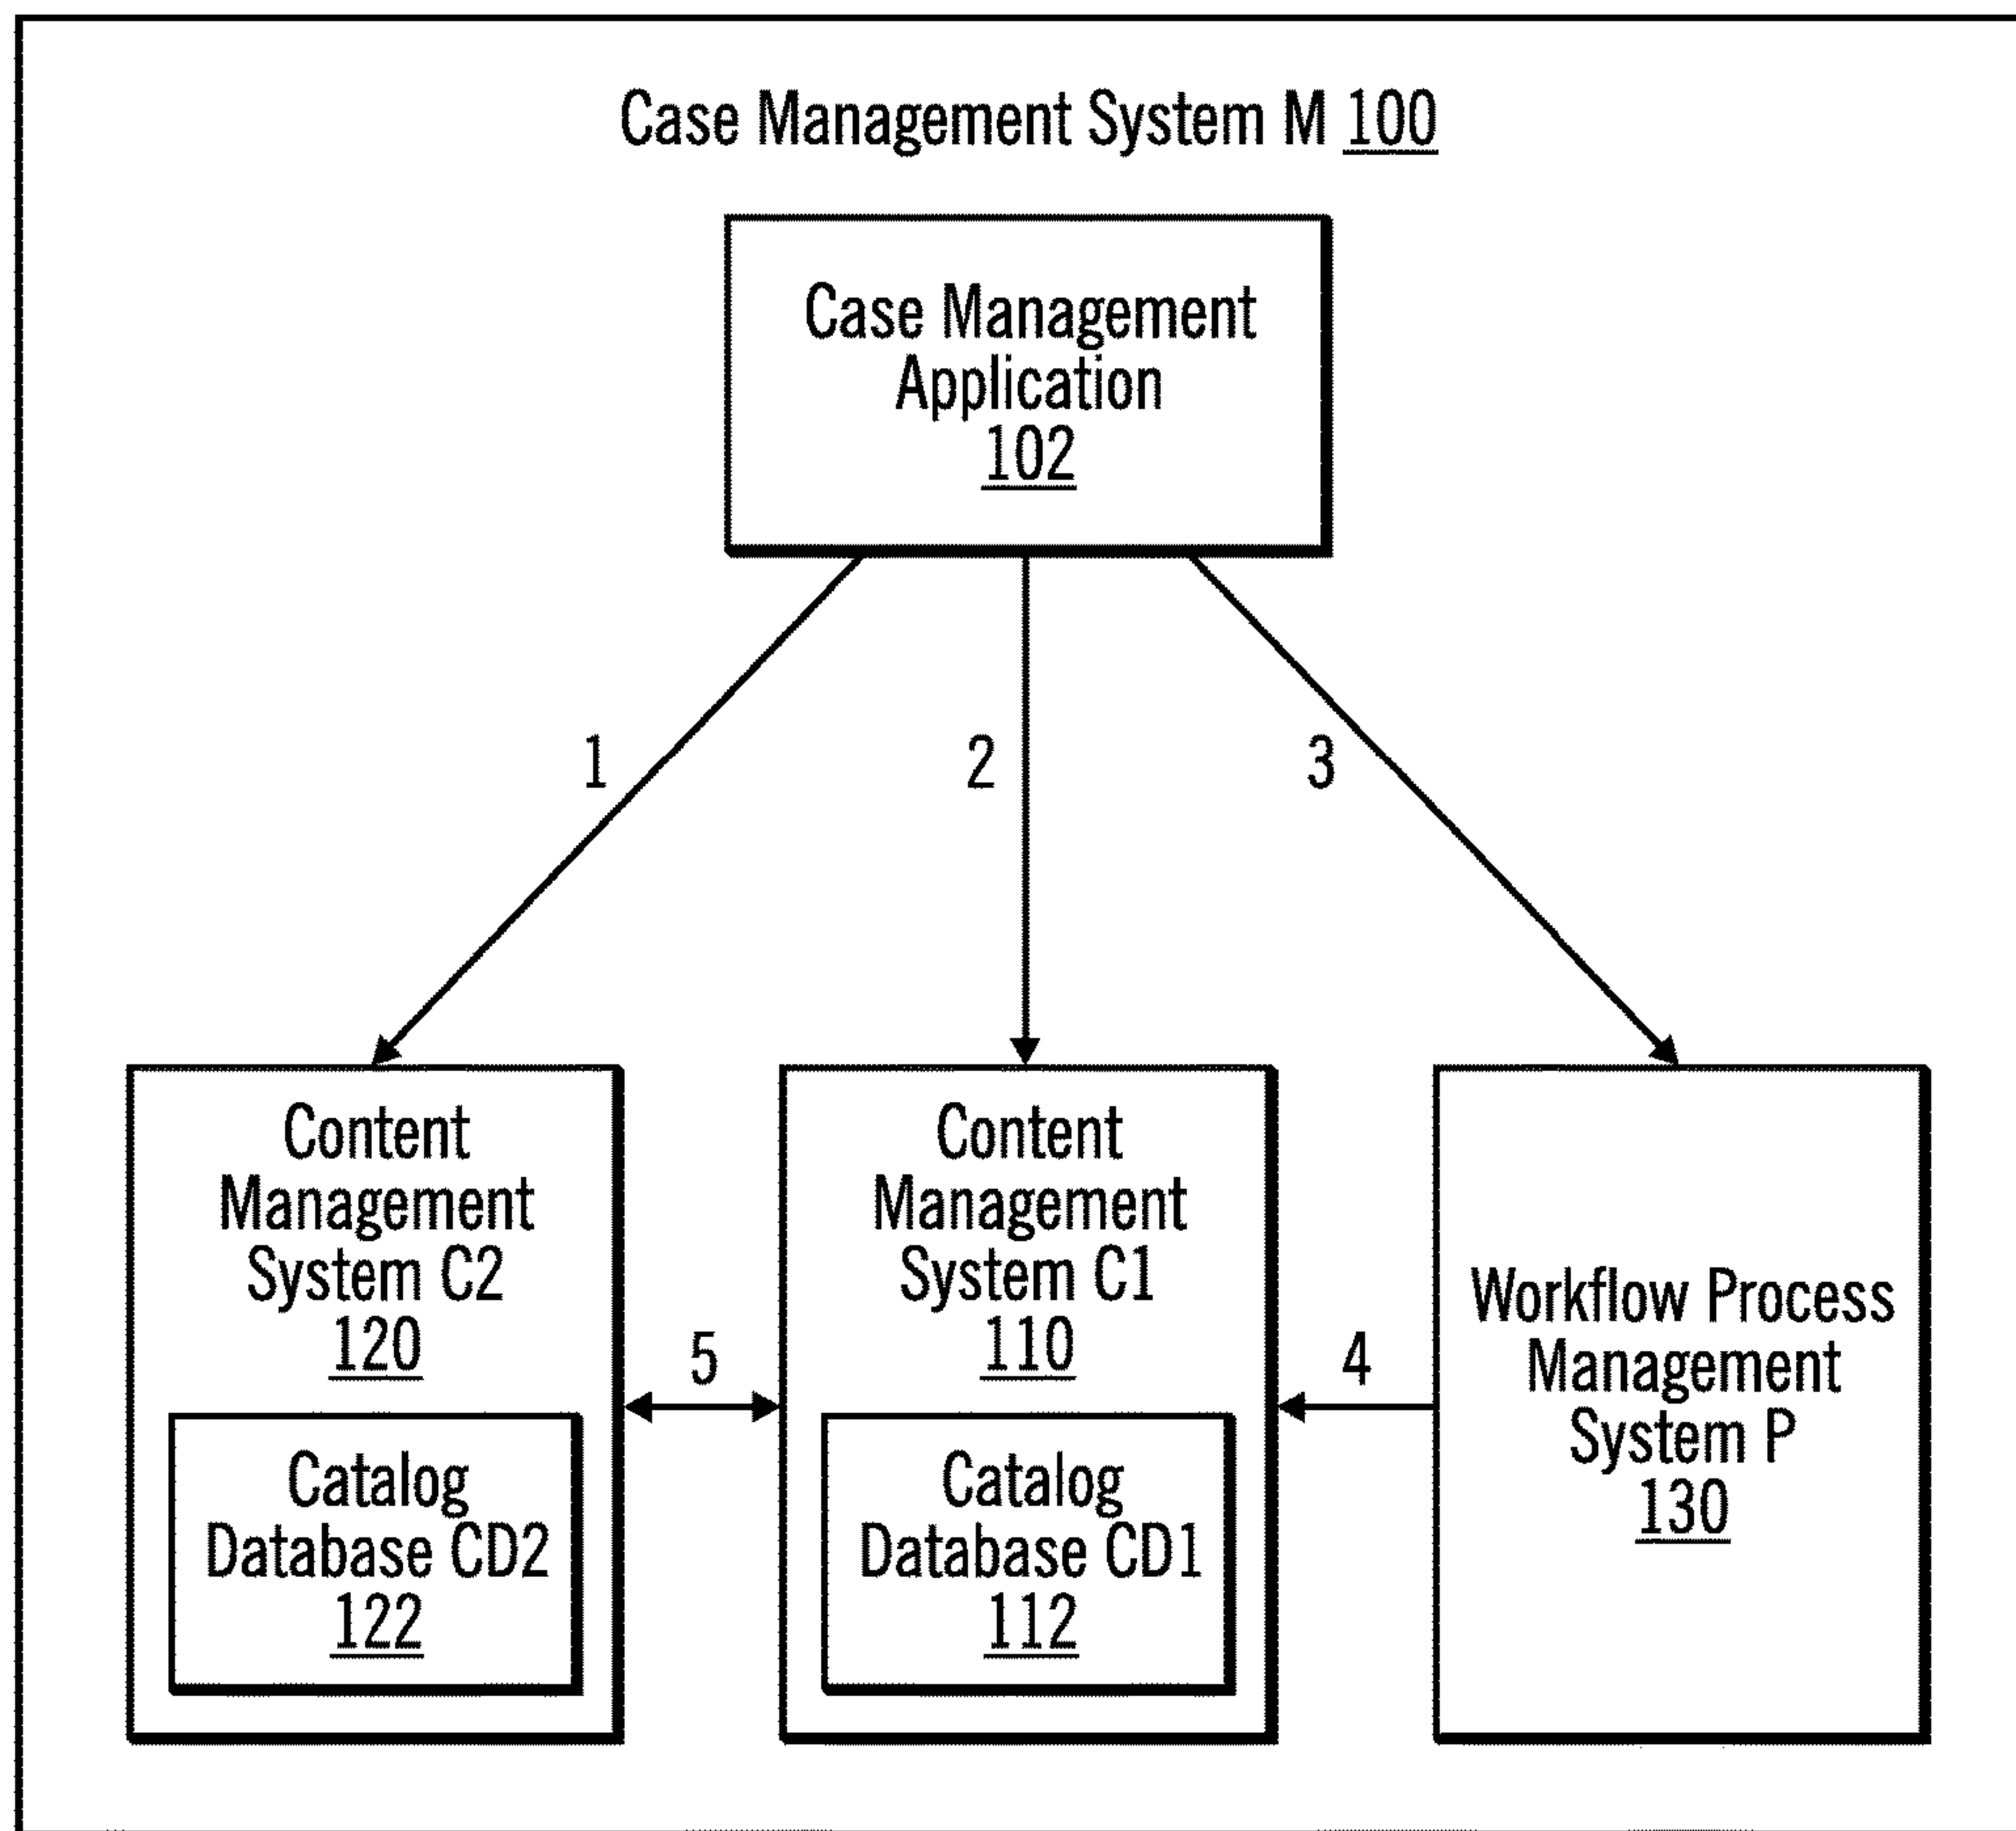 Case Management System M 100
Case Management
Application
102
1
2
3
Content
Management
System C2
120
Catalog
Database CD2
122
5
Content
Management
System C1
110
Catalog
Database CD1
112
4
Workflow Process
Management
System P
130